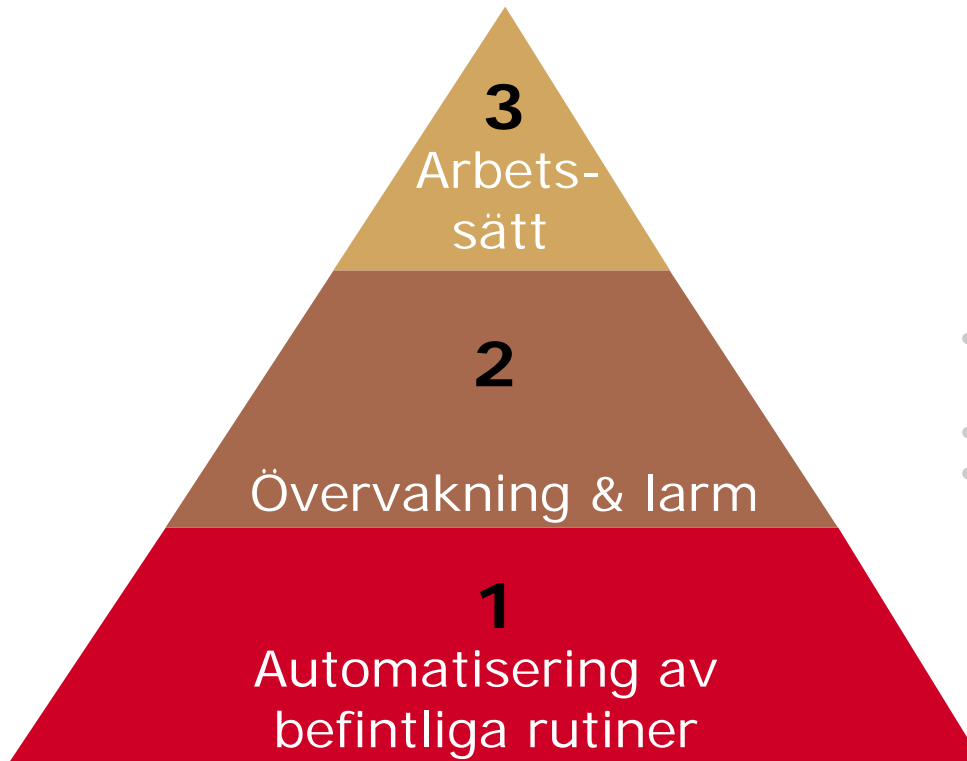 3
Arbets-
sätt
2
Övervakning & larm
1
Automatisering av
befintliga rutiner